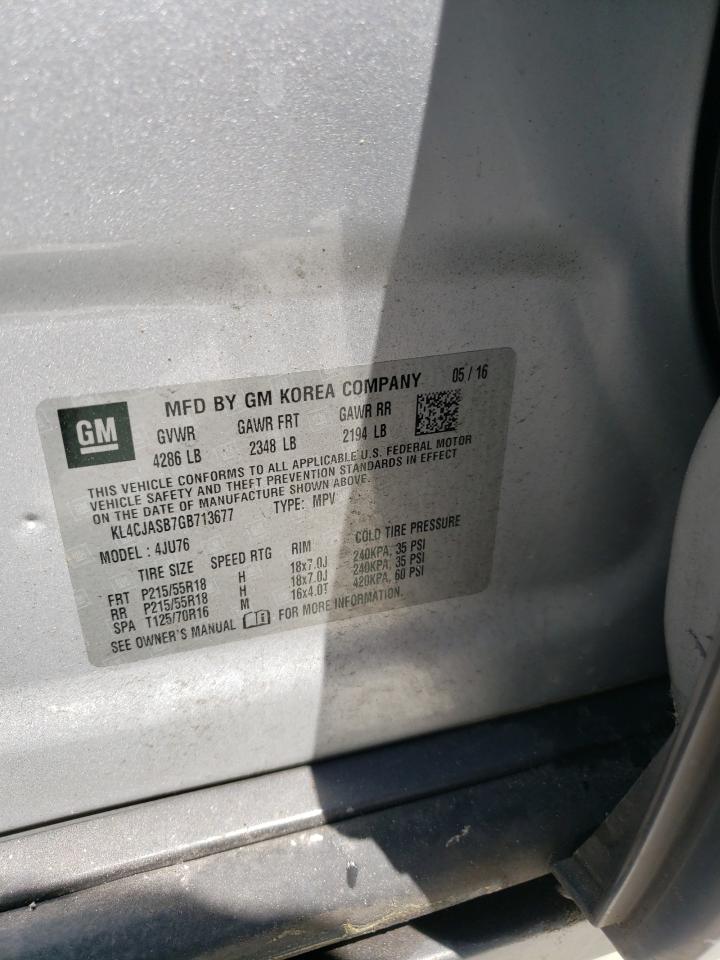 GM
MFD BY GM KOREA COMPANY 05 / 16
GVWR GAWR FRT GAWR RR
4286 LB 2348 LB 2194 LB
THIS VEHICLE CONFORMS TO ALL APPLICABLE U.S. FEDERAL MOTOR
VEHICLE SAFETY AND THEFT PREVENTION STANDARDS IN EFFECT
ON THE DATE OF MANUFACTURE SHOWN ABOVE.
KL4CJASB7GB713677 TYPE: MPV
MODEL : 4JU76
TIRE SIZE SPEED RTG RIM COLD TIRE PRESSURE
FRT P215/55R18 H 18x7.0J 240KPA, 35 PSI
RR P215/55R18 H 18x7.0J 240KPA, 35 PSI
SPA T125/70R16 M 16x4.0T 420KPA, 60 PSI
SEE OWNER'S MANUAL FOR MORE INFORMATION.